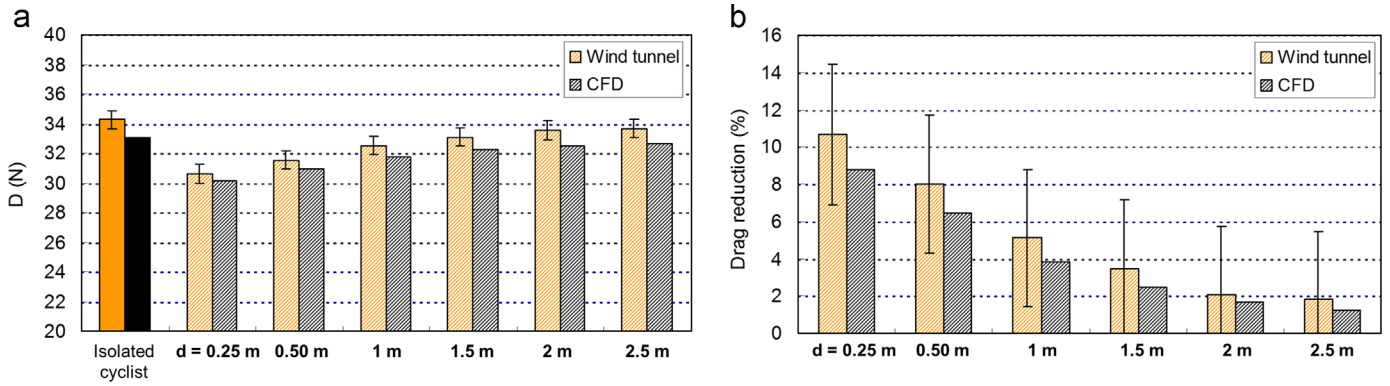 a
D (N)
40
38
36
34
32
30
28
26
24
22
20
Wind tunnel
CFD
Isolated
cyclist
d = 0.25 m
0.50 m
1 m
1.5 m
2 m
2.5 m
b
Drag reduction (%)
16
14
12
10
8
6
4
2
0
Wind tunnel
CFD
d = 0.25 m
0.50 m
1 m
1.5 m
2 m
2.5 m